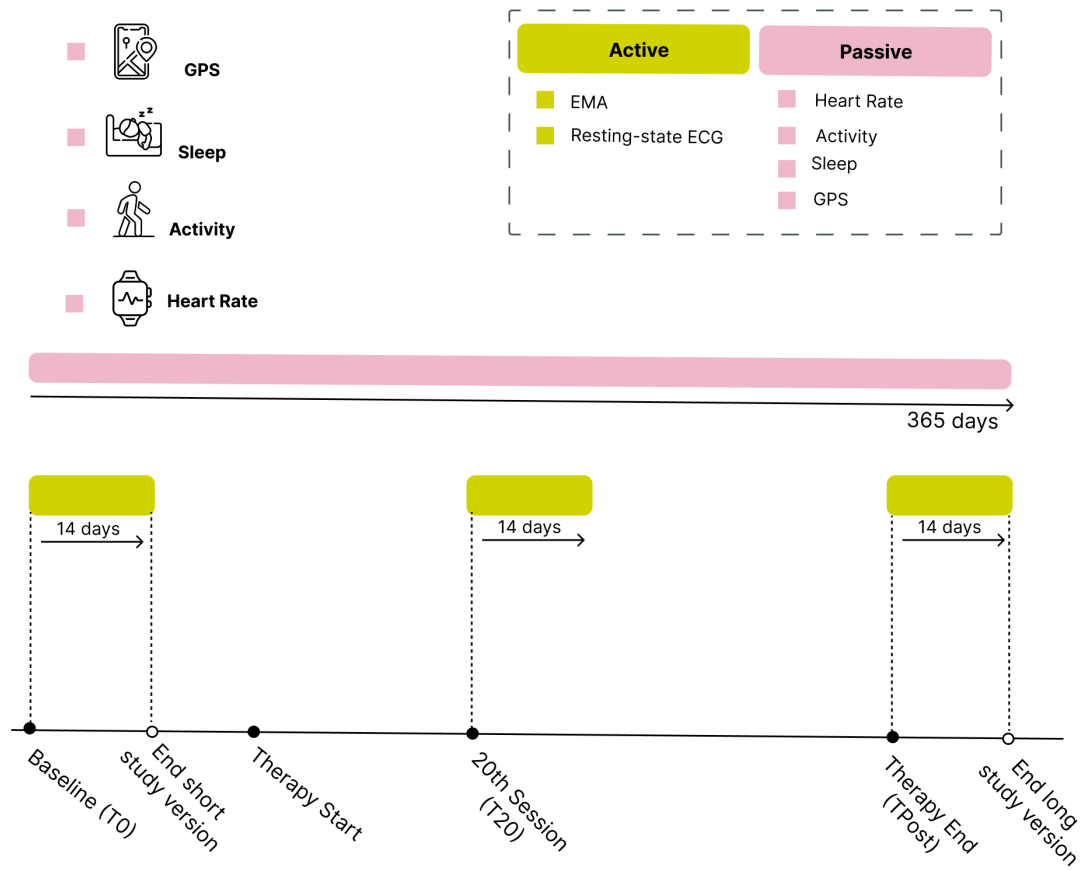 GPS
Sleep
z z
Activity
Heart Rate
Active
Passive
EMA
Resting-state ECG
Heart Rate
Activity
Sleep
GPS
365 days
14 days
14 days
14 days
Baseline (T0)
End short
study version
Therapy Start
20th Session
(T20)
Therapy End
(TPost)
End long
study version